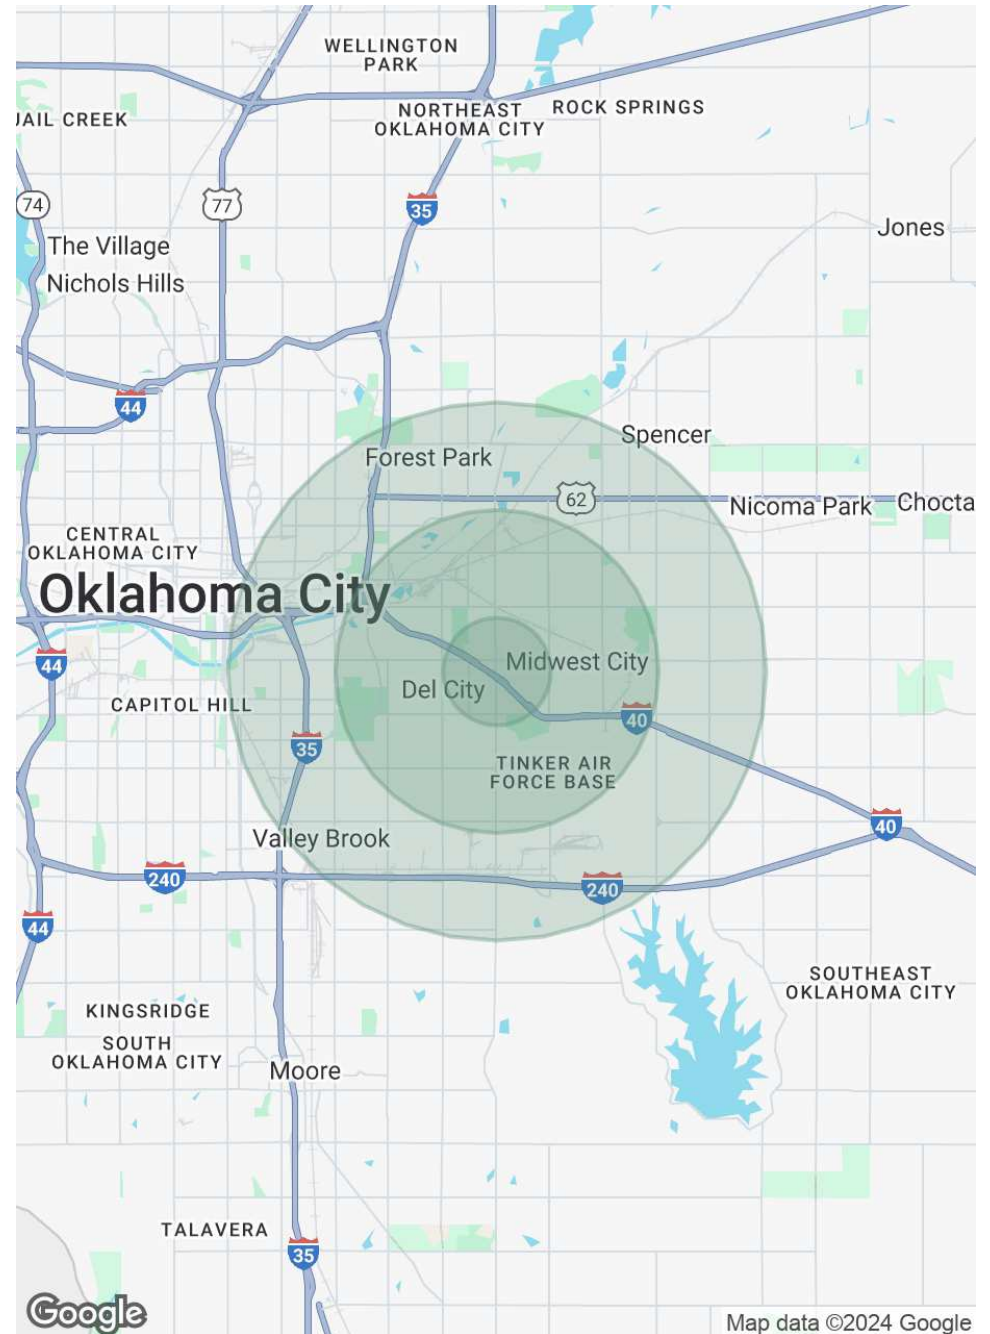 WELLINGTON
PARK
JAIL CREEK
NORTHEAST
OKLAHOMA CITY
ROCK SPRINGS
74
77
35
Jones
The Village
Nichols Hills
44
Spencer
Forest Park
62
Nicoma Park
Chocta
CENTRAL
OKLAHOMA CITY
Oklahoma City
44
Midwest City
Del City
CAPITOL HILL
40
35
TINKER AIR
FORCE BASE
Valley Brook
40
240
240
44
SOUTHEAST
OKLAHOMA CITY
KINGSRIDGE
SOUTH
OKLAHOMA CITY
Moore
TALAVERA
35
Google
Map data ©2024 Google